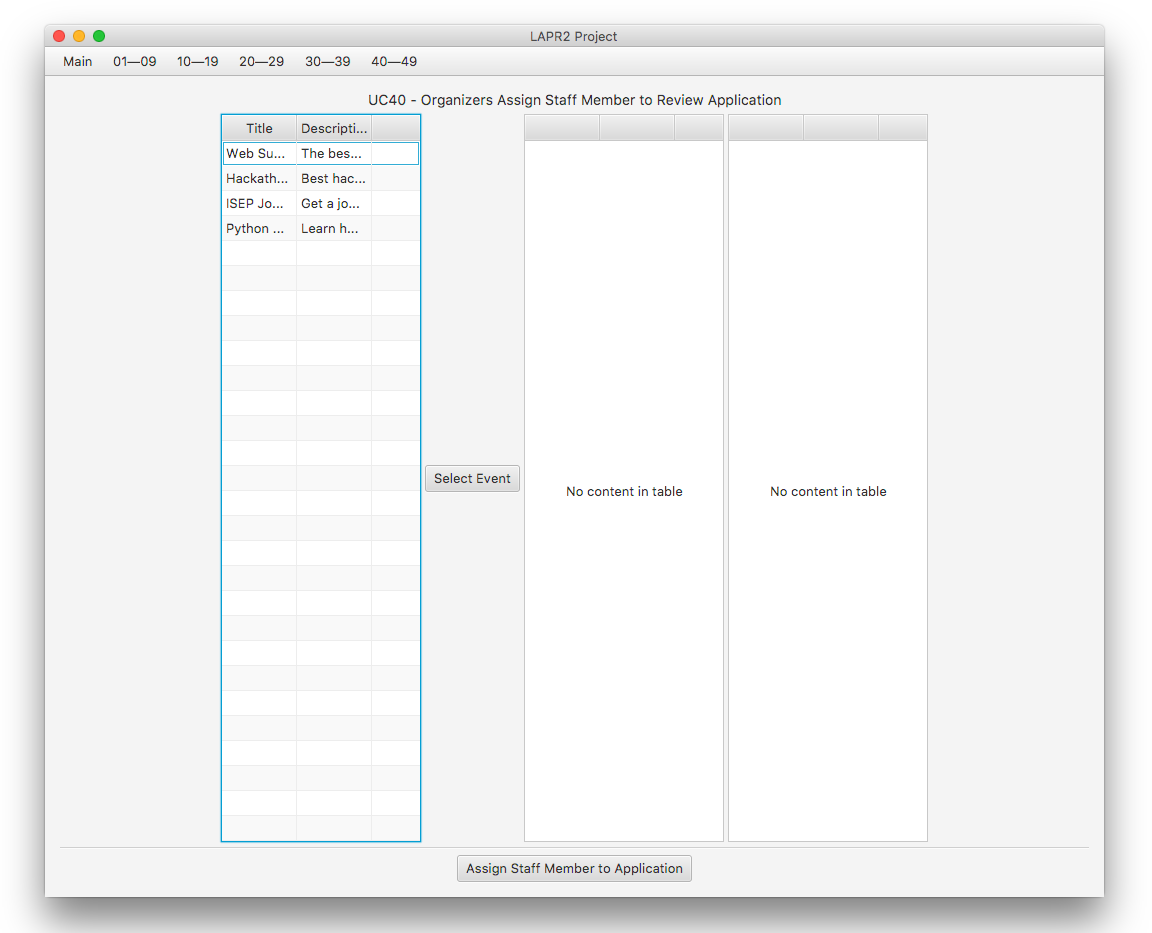 LAPR2 Project
Main 01—09 10—19 20—29 30—39 40—49
UC40 - Organizers Assign Staff Member to Review Application
Title Descripti...
Web Su... The bes...
Hackath... Best hac...
ISEP Jo... Get a jo...
Python ... Learn h...
Select Event
No content in table No content in table
Assign Staff Member to Application